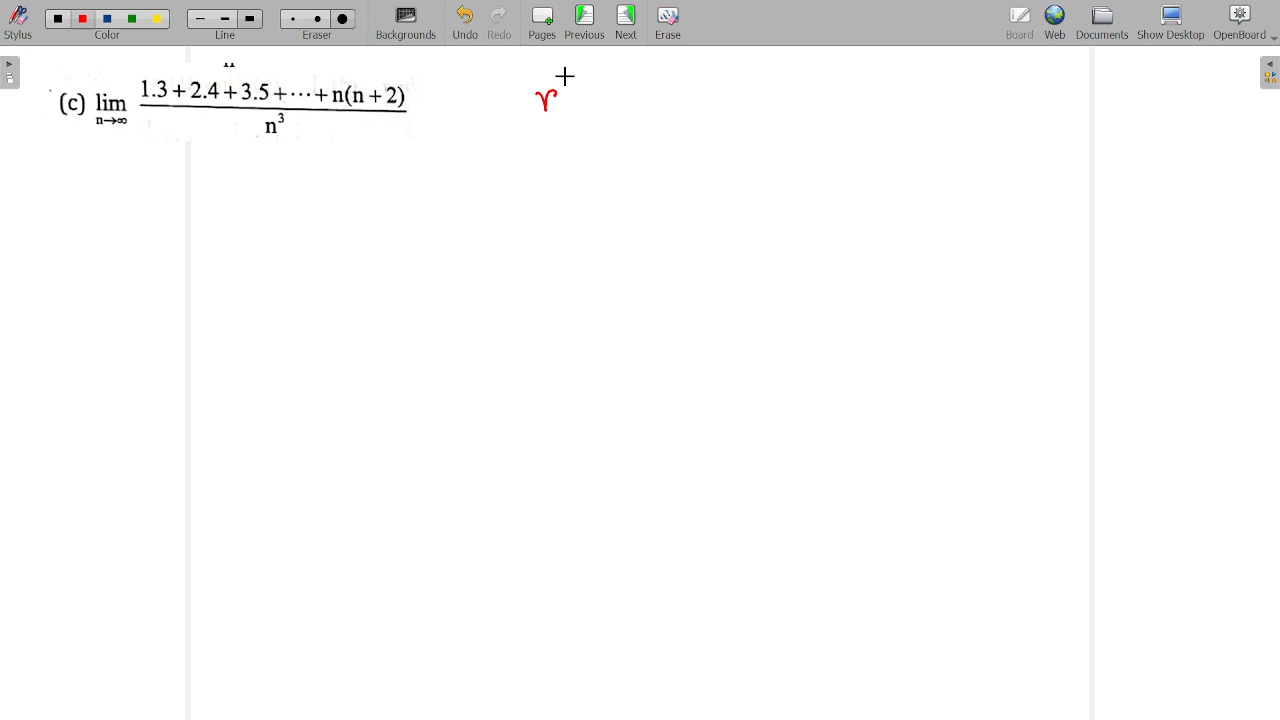 Stylus Color Line Eraser Backgrounds Undo Redo Pages Previous Next Erase Board Web Documents Show Desktop OpenBoard
(c) lim n→∞ 1.3 + 2.4 + 3.5 + ⋯ + n(n + 2)
n³
r